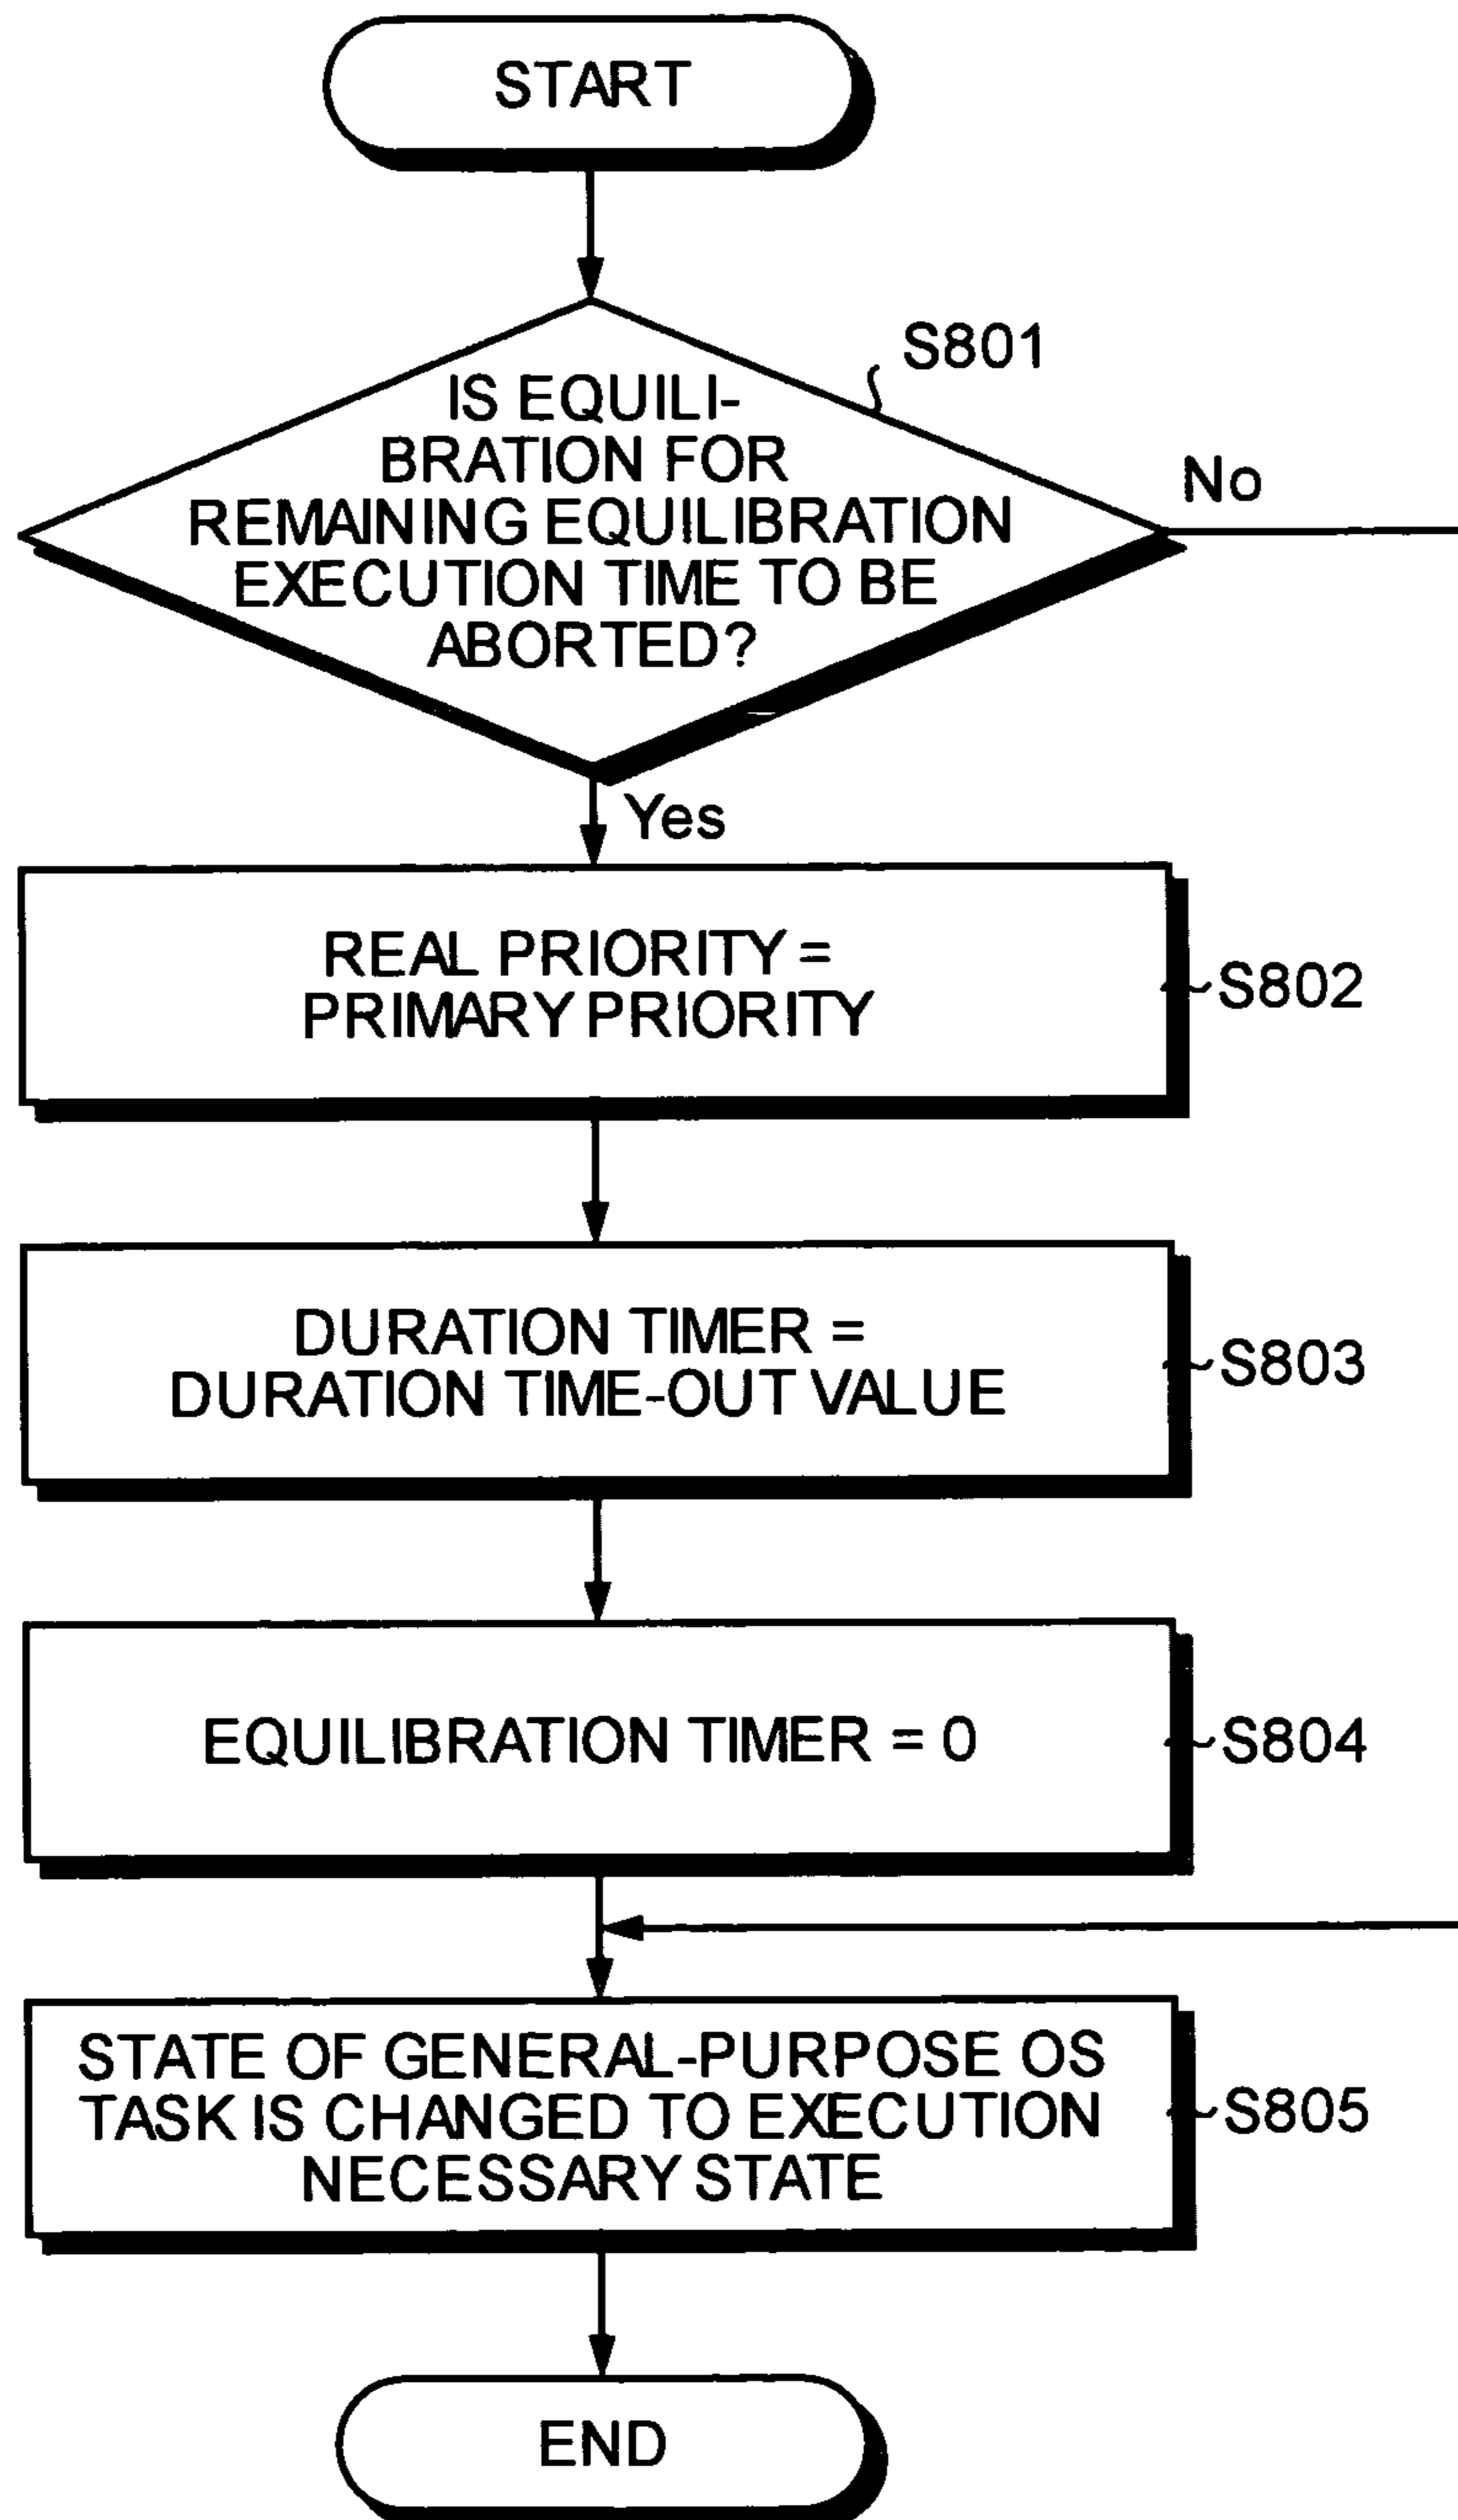 START
S801
IS EQUILI-
BRATION FOR
REMAINING EQUILIBRATION
EXECUTION TIME TO BE
ABORTED?
No
Yes
REAL PRIORITY =
PRIMARY PRIORITY
S802
DURATION TIMER =
DURATION TIME-OUT VALUE
S803
EQUILIBRATION TIMER = 0
S804
STATE OF GENERAL-PURPOSE OS
TASK IS CHANGED TO EXECUTION
NECESSARY STATE
S805
END